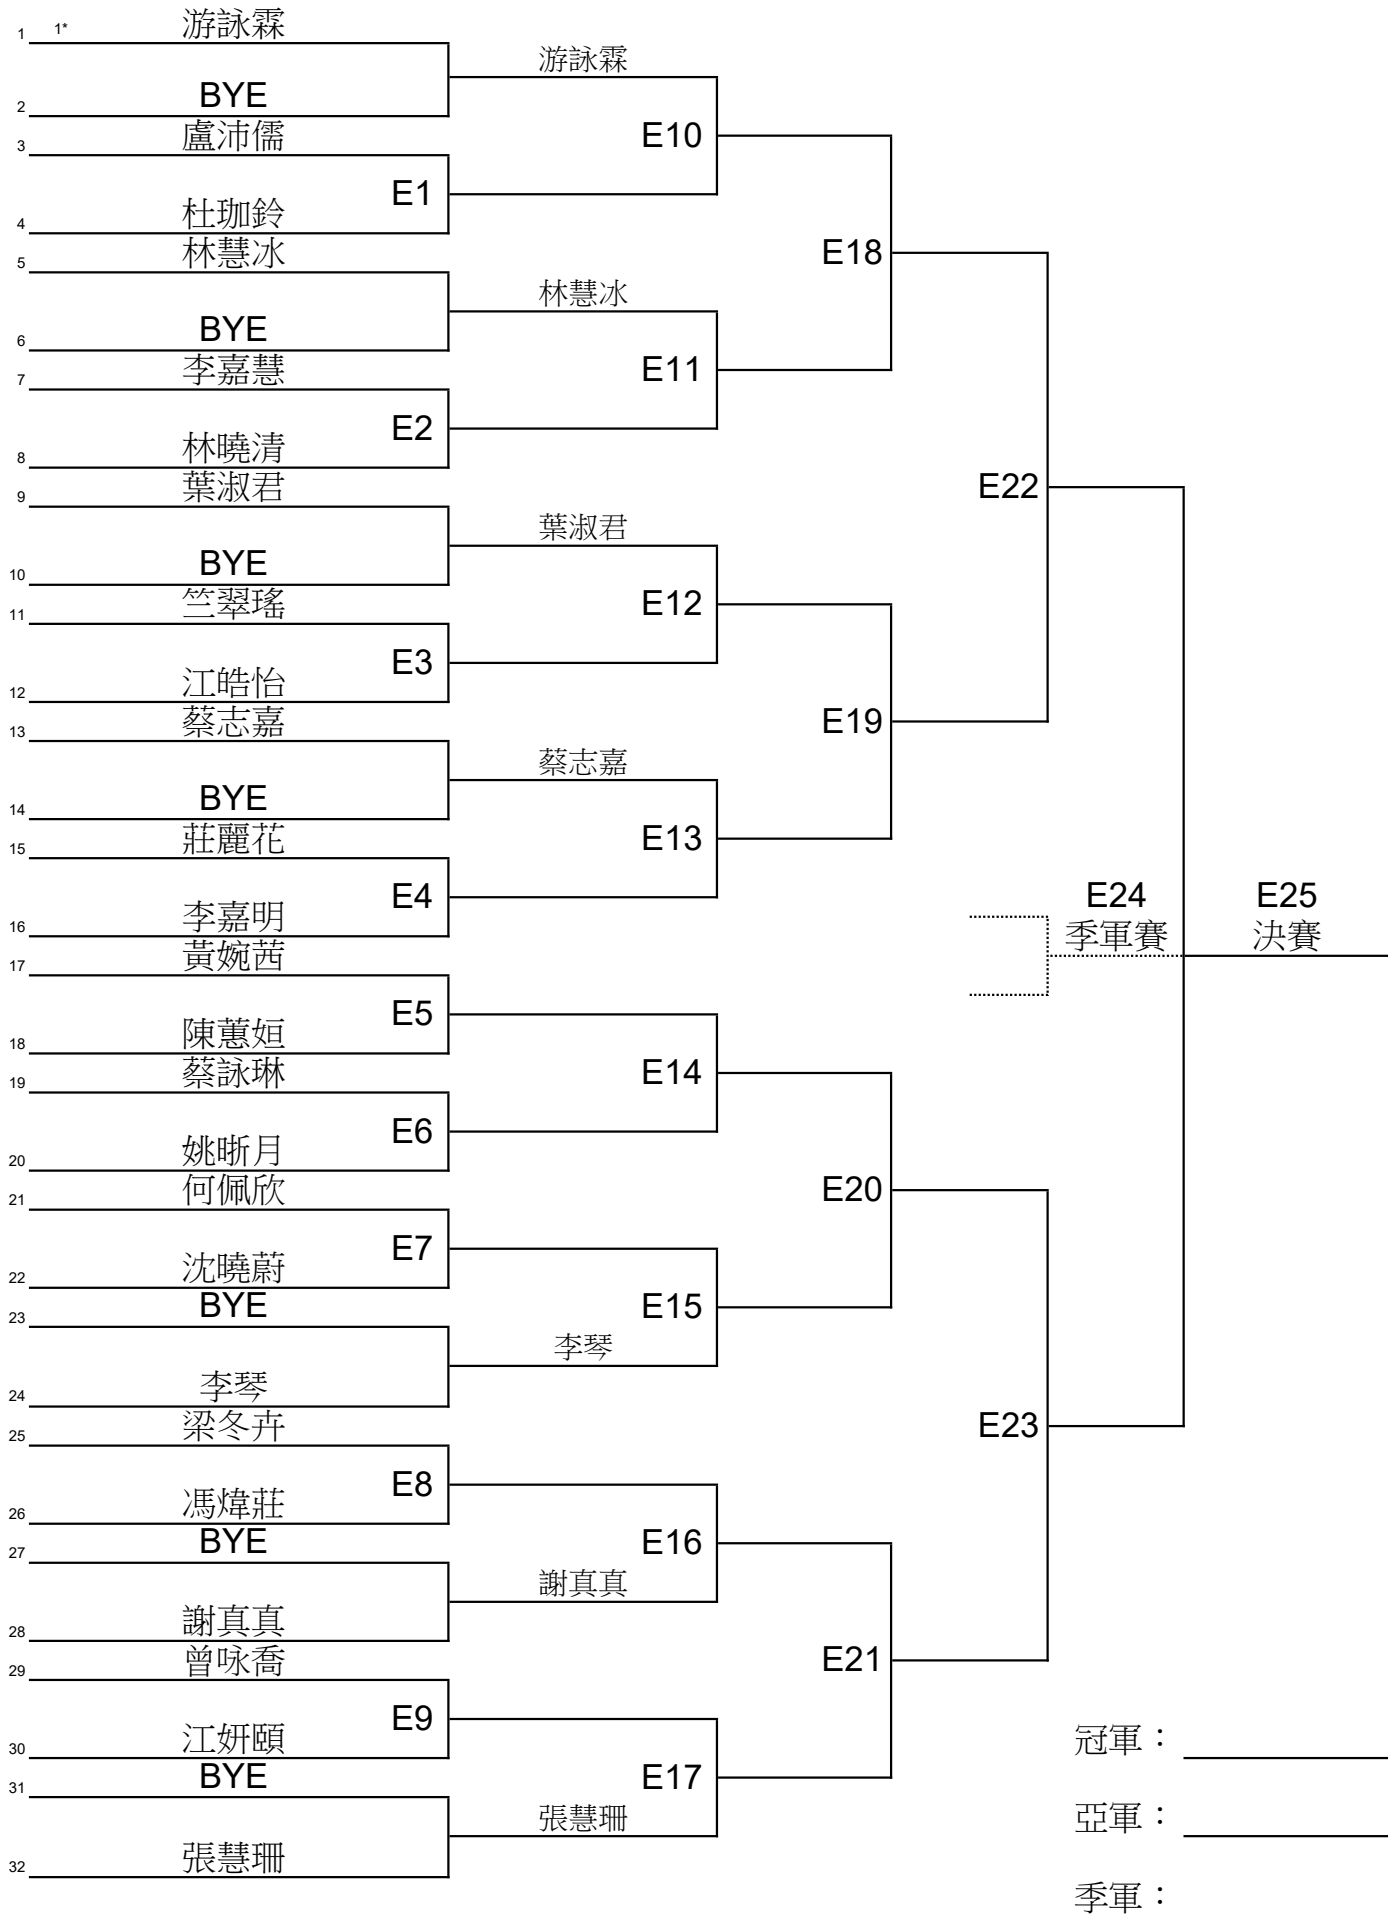 1 1* 游詠霖
游詠霖
2 BYE
3 盧沛儒
E10
E1
4 杜珈鈴
5 林慧冰
E18
林慧冰
6 BYE
7 李嘉慧
E11
E2
8 林曉清
9 葉淑君
E22
葉淑君
10 BYE
11 竺翠瑤
E12
E3
12 江皓怡
13 蔡志嘉
E19
蔡志嘉
14 BYE
15 莊麗花
E13
E4
16 李嘉明
E24
季軍賽
E25
決賽
17 黃婉茜
E5
18 陳蕙姮
19 蔡詠琳
E14
E6
20 姚晣月
21 何佩欣
E20
E7
22 沈曉蔚
23 BYE
E15
李琴
24 李琴
25 梁冬卉
E23
E8
26 馮煒莊
27 BYE
E16
謝真真
28 謝真真
29 曾咏喬
E21
E9
30 江妍頤
31 BYE
E17
張慧珊
32 張慧珊
冠軍：
亞軍：
季軍：